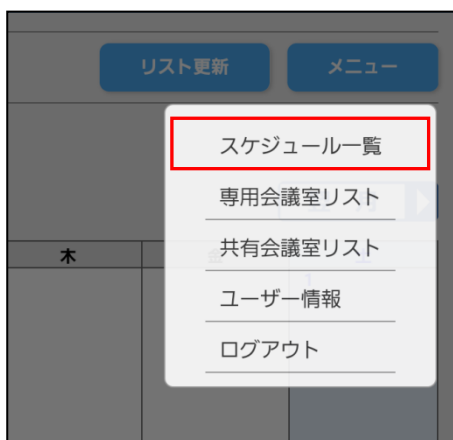 リスト更新 メニュー
スケジュール一覧
専用会議室リスト
共有会議室リスト
ユーザー情報
ログアウト
木
1